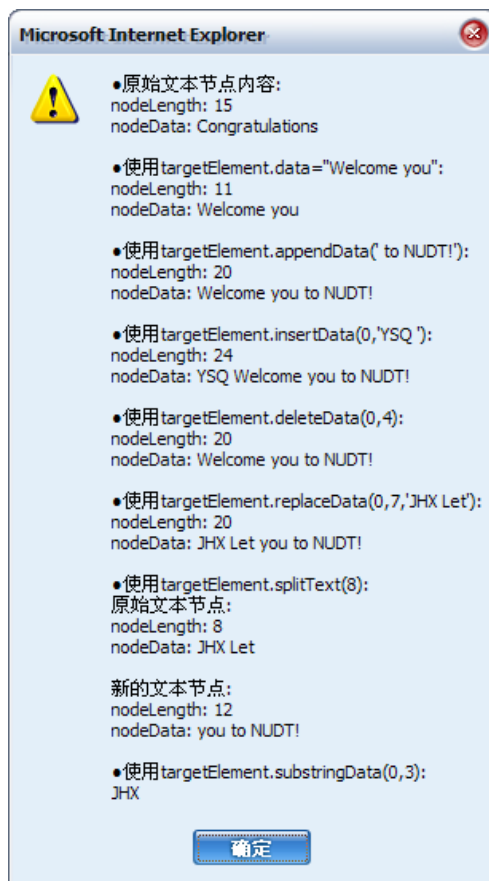 Microsoft Internet Explorer
●原始文本节点内容:
nodeLength: 15
nodeData: Congratulations
●使用targetElement.data="Welcome you":
nodeLength: 11
nodeData: Welcome you
●使用targetElement.appendData(' to NUDT!'):
nodeLength: 20
nodeData: Welcome you to NUDT!
●使用targetElement.insertData(0,'YSQ '):
nodeLength: 24
nodeData: YSQ Welcome you to NUDT!
●使用targetElement.deleteData(0,4):
nodeLength: 20
nodeData: Welcome you to NUDT!
●使用targetElement.replaceData(0,7,'JHX Let'):
nodeLength: 20
nodeData: JHX Let you to NUDT!
●使用targetElement.splitText(8):
原始文本节点:
nodeLength: 8
nodeData: JHX Let
新的文本节点:
nodeLength: 12
nodeData: you to NUDT!
●使用targetElement.substringData(0,3):
JHX
确定